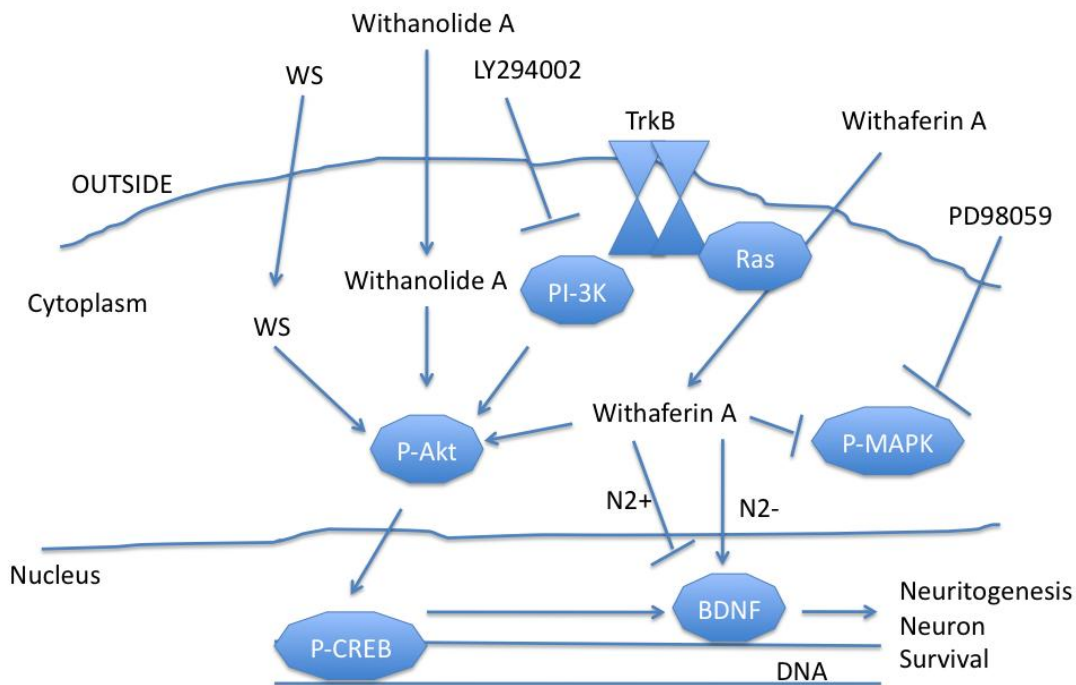 Withanolide A
LY294002
WS
TrkB
Withaferin A
OUTSIDE
PD98059
Ras
Withanolide A
PI-3K
Cytoplasm
WS
Withaferin A
P-Akt
P-MAPK
N2+
N2-
Nucleus
BDNF
Neuritogenesis
Neuron
Survival
P-CREB
DNA